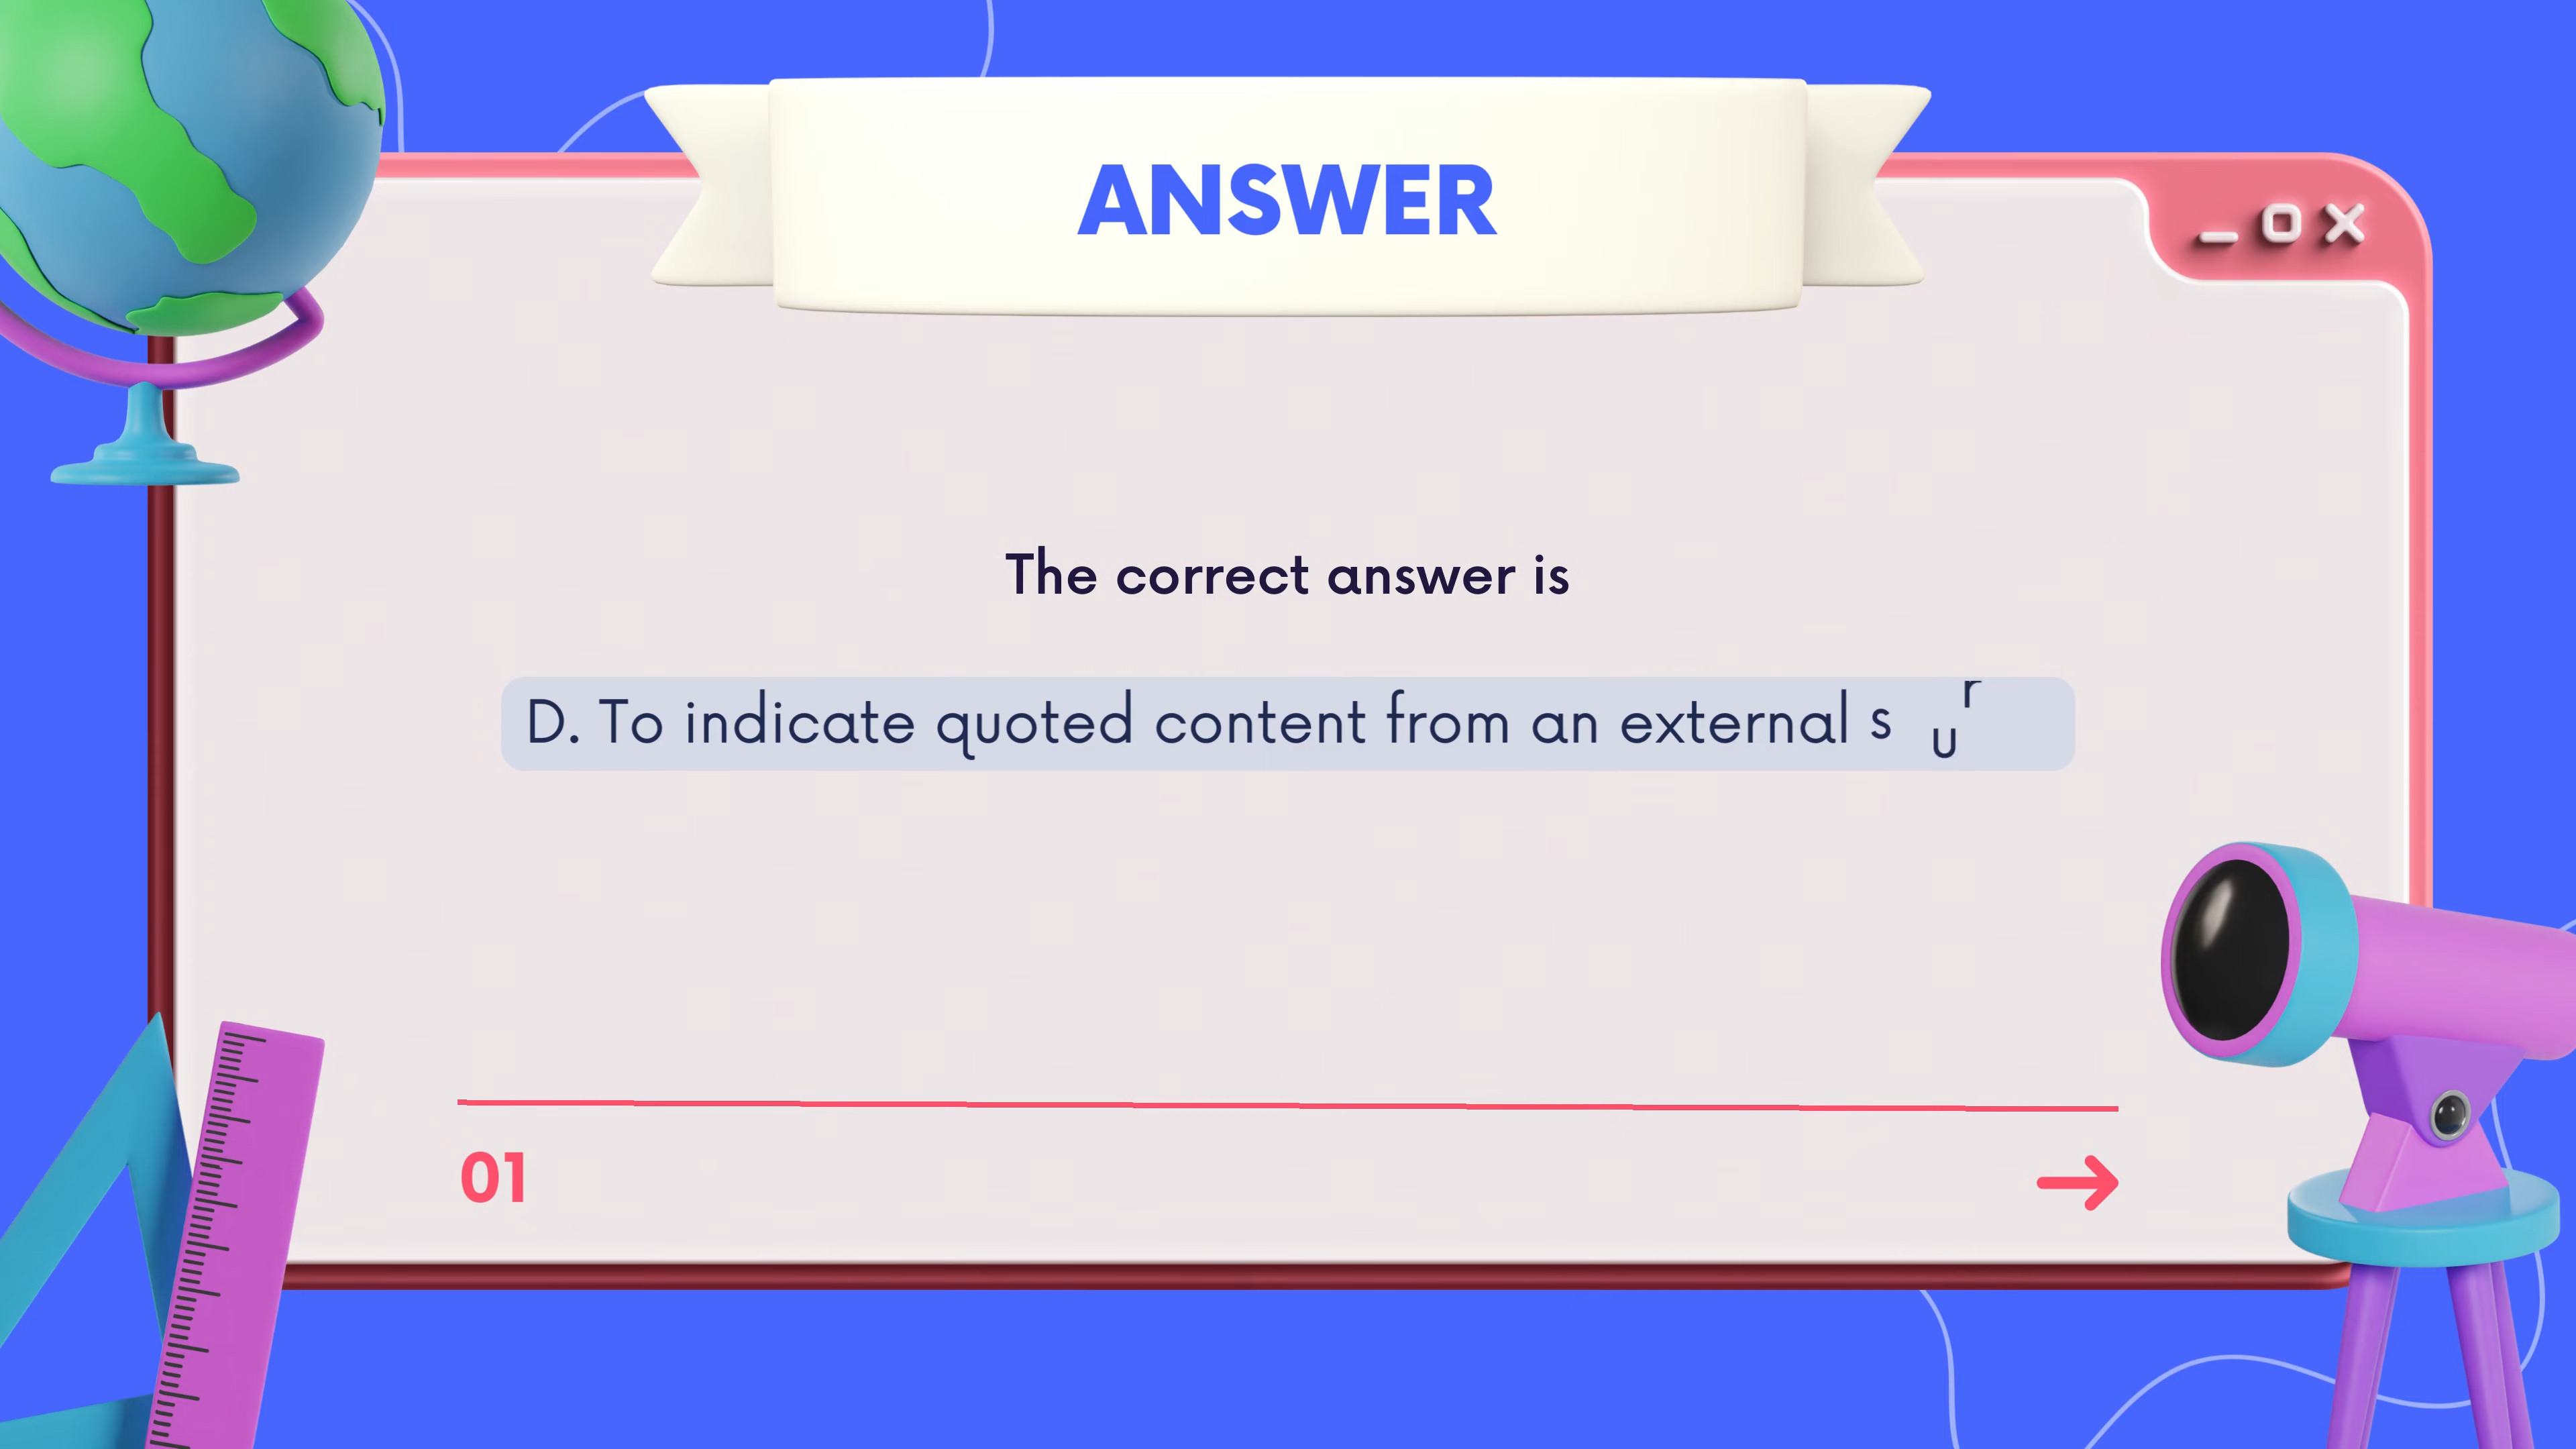 ANSWER
The correct answer is
D. To indicate quoted content from an external s u r
01